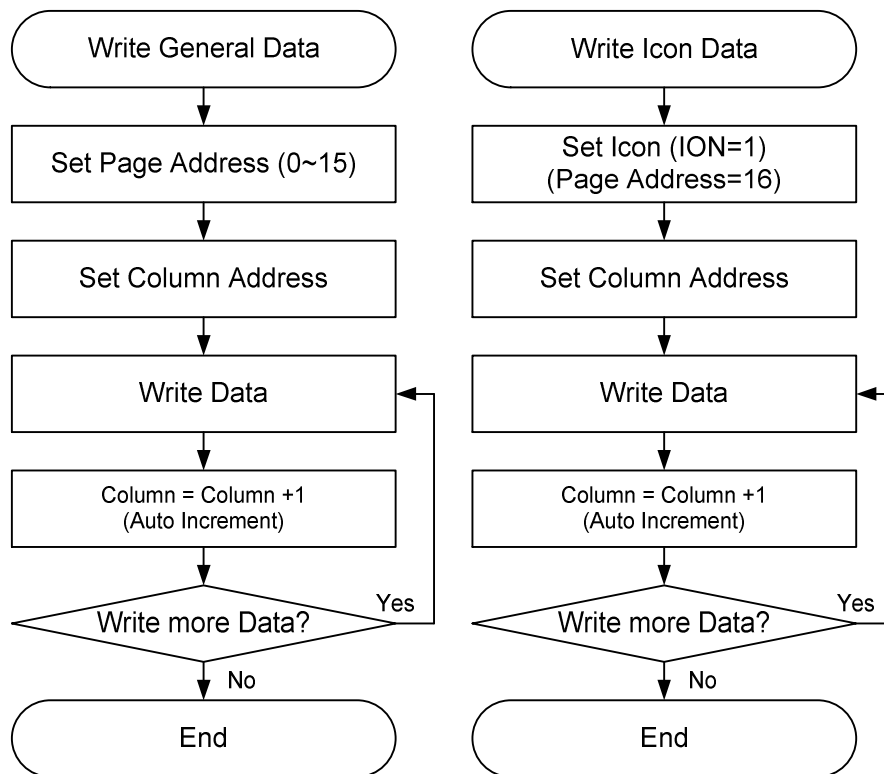 Write General Data
Set Page Address (0~15)
Set Column Address
Write Data
Column = Column +1
(Auto Increment)
Write more Data?
Yes
No
End
Write Icon Data
Set Icon (ION=1)
(Page Address=16)
Set Column Address
Write Data
Column = Column +1
(Auto Increment)
Write more Data?
Yes
No
End